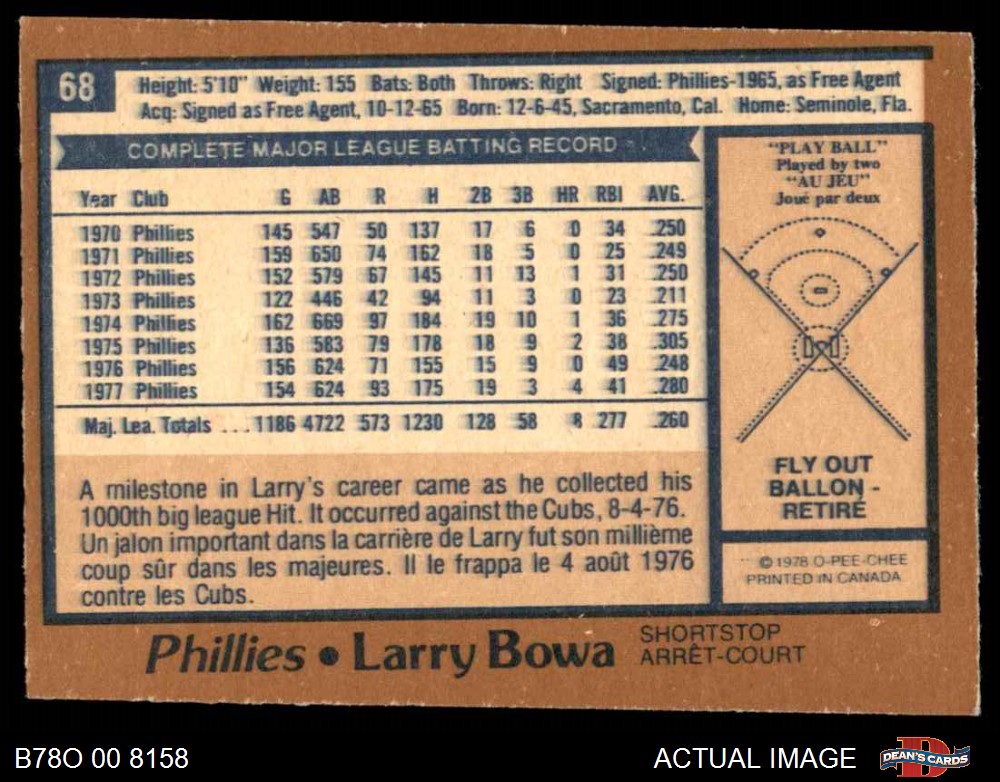 68
Height: 5'10" Weight: 155 Bats: Both Throws: Right Signed: Phillies-1965, as Free Agent
Acq: Signed as Free Agent, 10-12-65 Born: 12-6-45, Sacramento, Cal. Home: Seminole, Fla.
COMPLETE MAJOR LEAGUE BATTING RECORD
Year Club G AB R H 2B 3B HR RBI AVG.
1970 Phillies 145 547 50 137 17 6 0 34 .250
1971 Phillies 159 650 74 162 18 5 0 25 .249
1972 Phillies 152 579 67 145 11 13 1 31 .250
1973 Phillies 122 446 42 94 11 3 0 23 .211
1974 Phillies 162 669 97 184 19 10 1 36 .275
1975 Phillies 136 583 79 178 18 9 2 38 .305
1976 Phillies 156 624 71 155 15 9 0 49 .248
1977 Phillies 154 624 93 175 19 3 4 41 .280
Maj. Lea. Totals ...1186 4722 573 1230 128 58 8 277 .260
A milestone in Larry's career came as he collected his
1000th big league Hit. It occurred against the Cubs, 8-4-76.
Un jalon important dans la carrière de Larry fut son millième
coup sûr dans les majeures. Il le frappa le 4 août 1976
contre les Cubs.
"PLAY BALL"
Played by two
"AU JEU"
Joué par deux
FLY OUT
BALLON -
RETIRÉ
© 1978 O-PEE-CHEE
PRINTED IN CANADA
Phillies • Larry Bowa
SHORTSTOP
ARRÊT-COURT
B78O 00 8158
ACTUAL IMAGE
DEAN'S CARDS